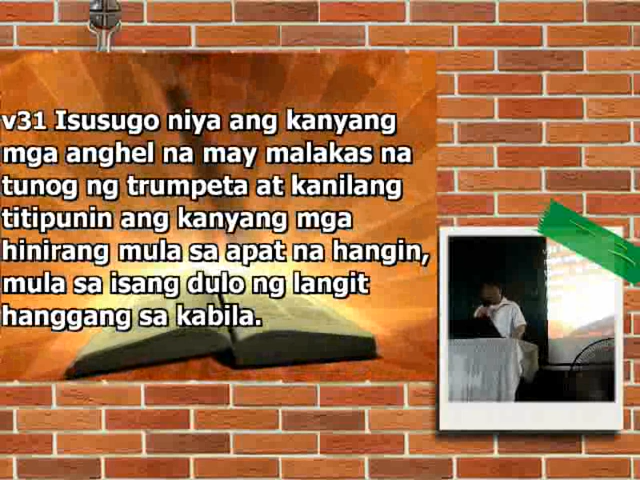 v31 Isusugo niya ang kanyang
mga anghel na may malakas na
tunog ng trumpeta at kanilang
titipunin ang kanyang mga
hinirang mula sa apat na hangin,
mula sa isang dulo ng langit
hanggang sa kabila.